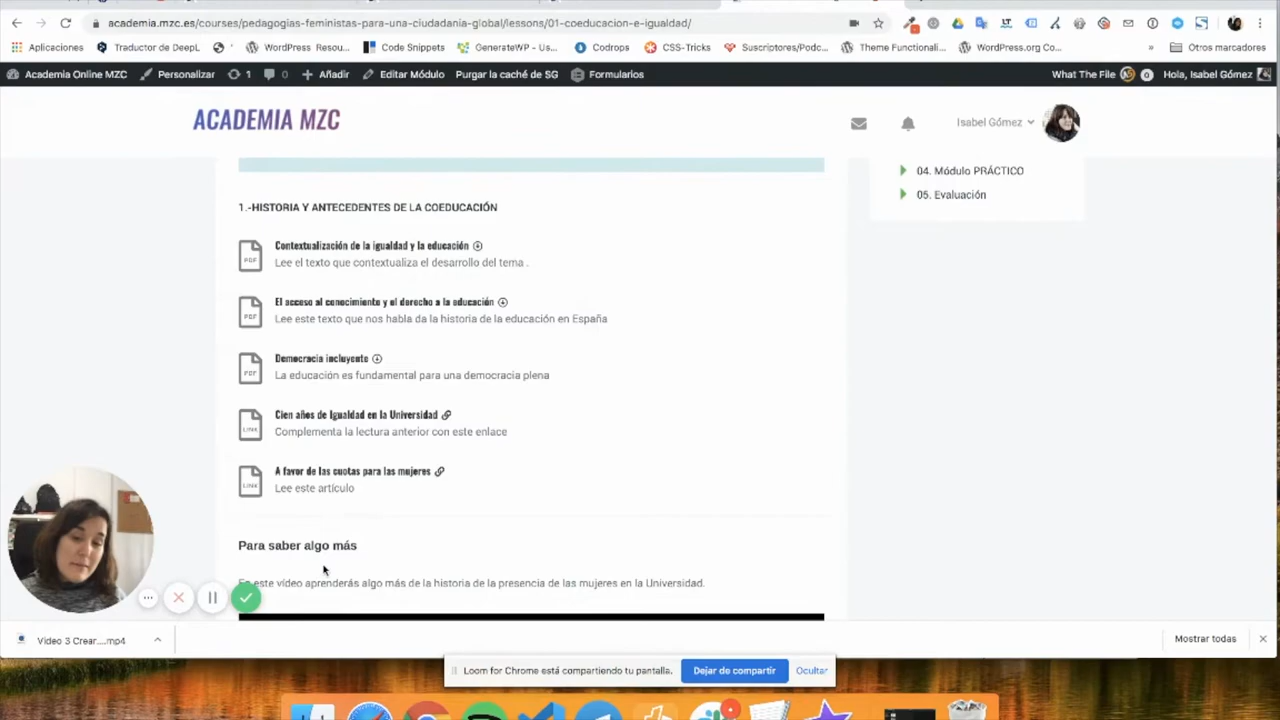 academia.mzc.es/courses/pedagogias-feministas-para-una-ciudadania-global/lessons/01-coeducacion-e-igualdad/
Aplicaciones
Traductor de DeepL
WordPress Resou...
Code Snippets
GenerateWP - Us...
Codrops
CSS-Tricks
Suscriptores/Podc...
Theme Functionali...
WordPress.org Co...
»
Otros marcadores
Academia Online MZC
Personalizar
1
0
Añadir
Editar Módulo
Purgar la caché de SG
Formularios
What The File
0
Hola, Isabel Gómez
ACADEMIA MZC
Isabel Gómez
04. Módulo PRÁCTICO
05. Evaluación
1.-HISTORIA Y ANTECEDENTES DE LA COEDUCACIÓN
PDF
Contextualización de la igualdad y la educación
Lee el texto que contextualiza el desarrollo del tema .
PDF
El acceso al conocimiento y el derecho a la educación
Lee este texto que nos habla da la historia de la educación en España
PDF
Democracia incluyente
La educación es fundamental para una democracia plena
LINK
Cien años de Igualdad en la Universidad
Complementa la lectura anterior con este enlace
LINK
A favor de las cuotas para las mujeres
Lee este artículo
Para saber algo más
En este vídeo aprenderás algo más de la historia de la presencia de las mujeres en la Universidad.
Video 3 Crear....mp4
Mostrar todas
Loom for Chrome está compartiendo tu pantalla.
Dejar de compartir
Ocultar